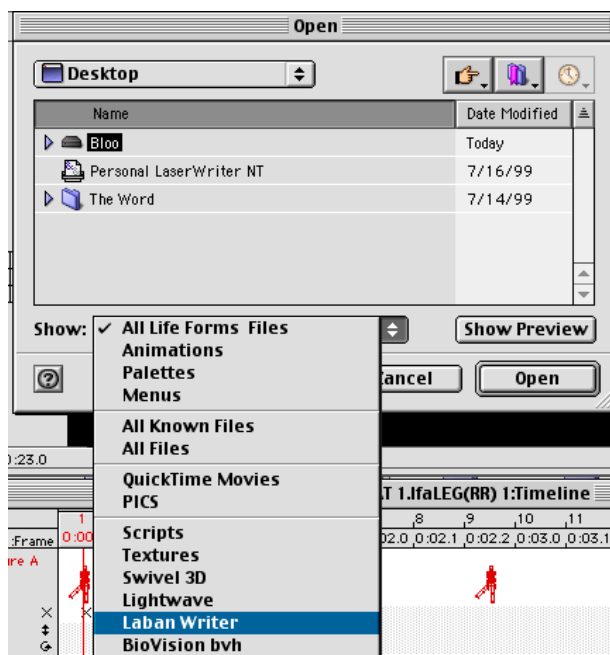 Open
Desktop
Name Date Modified
Bloo Today
Personal LaserWriter NT 7/16/99
The Word 7/14/99
Show: ✓ All Life Forms Files Show Preview
Animations
Palettes
Menus
Cancel Open
All Known Files
All Files
QuickTime Movies
PICS
Scripts
Textures
Swivel 3D
Lightwave
Laban Writer
BioVision bvh
:23.0
T 1.lfaLEG(RR) 1:Timeline
1 8 9 10 11
:Frame 0:00 02.0 0:02.1 0:02.2 0:03.0 0:03.1
ure A